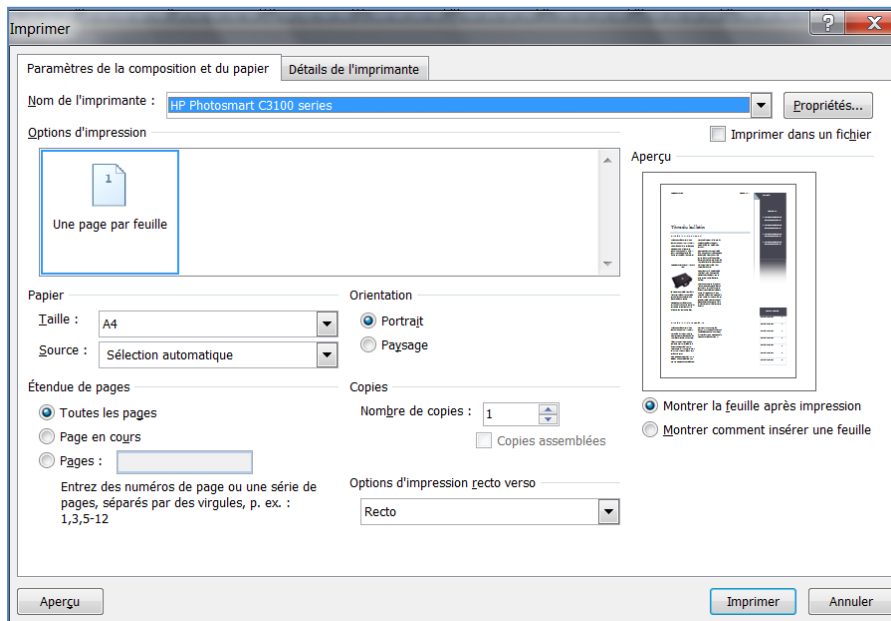 Imprimer
Paramètres de la composition et du papier
Détails de l'imprimante
Nom de l'imprimante :
HP Photosmart C3100 series
Propriétés...
Options d'impression
Imprimer dans un fichier
Aperçu
1
Une page par feuille
Titre du bulletin
Papier
Taille :
A4
Source :
Sélection automatique
Orientation
Portrait
Paysage
Étendue de pages
Toutes les pages
Page en cours
Pages :
Entrez des numéros de page ou une série de
pages, séparés par des virgules, p. ex. :
1,3,5-12
Copies
Nombre de copies :
1
Copies assemblées
Montrer la feuille après impression
Montrer comment insérer une feuille
Options d'impression recto verso
Recto
Aperçu
Imprimer
Annuler